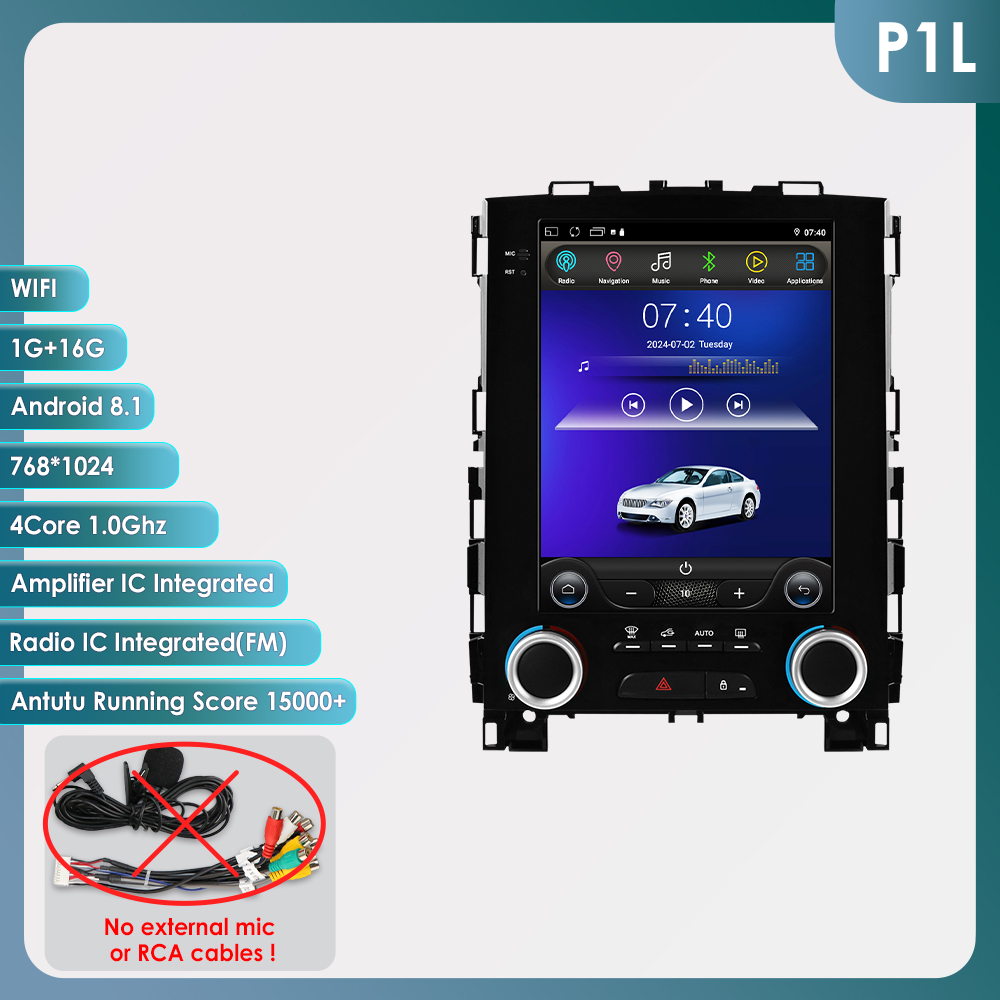 P1L
07:40
MIC
RST
Radio
Navigation
Music
Phone
Video
Applications
07:40
2024-07-02 Tuesday
10
MAX
AUTO
WIFI
1G+16G
Android 8.1
768*1024
4Core 1.0Ghz
Amplifier IC Integrated
Radio IC Integrated(FM)
Antutu Running Score 15000+
No external mic
or RCA cables !